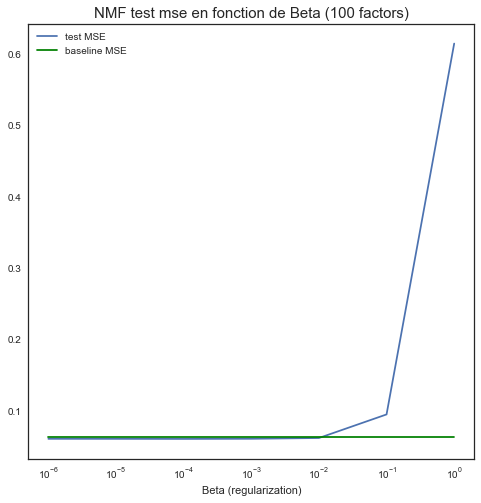 NMF test mse en fonction de Beta (100 factors)
test MSE
baseline MSE
0.6
0.5
0.4
0.3
0.2
0.1
10⁻⁶ 10⁻⁵ 10⁻⁴ 10⁻³ 10⁻² 10⁻¹ 10⁰
Beta (regularization)